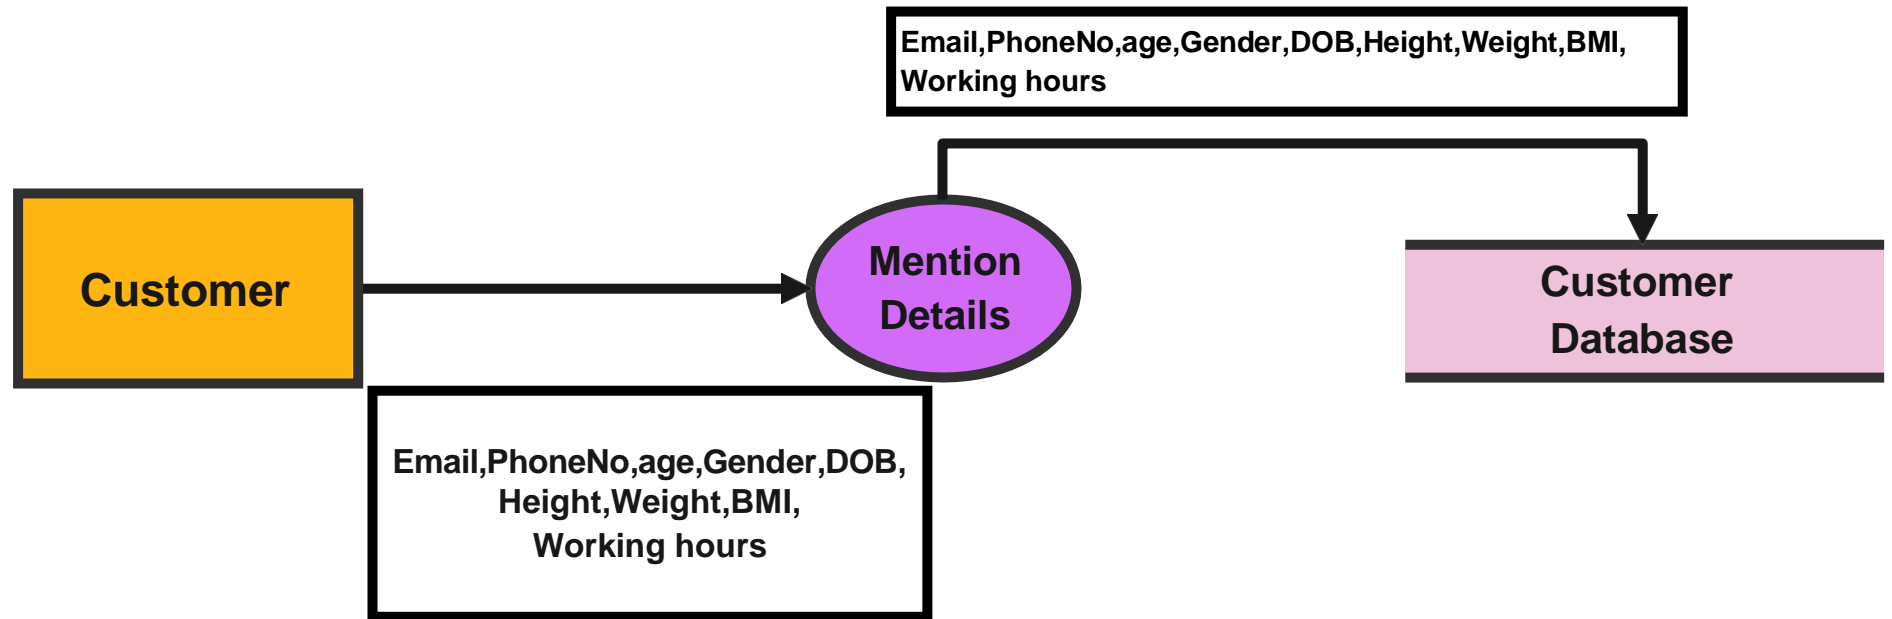 Email,PhoneNo,age,Gender,DOB,Height,Weight,BMI,
Working hours
Customer
Mention
Details
Customer
Database
Email,PhoneNo,age,Gender,DOB,
Height,Weight,BMI,
Working hours